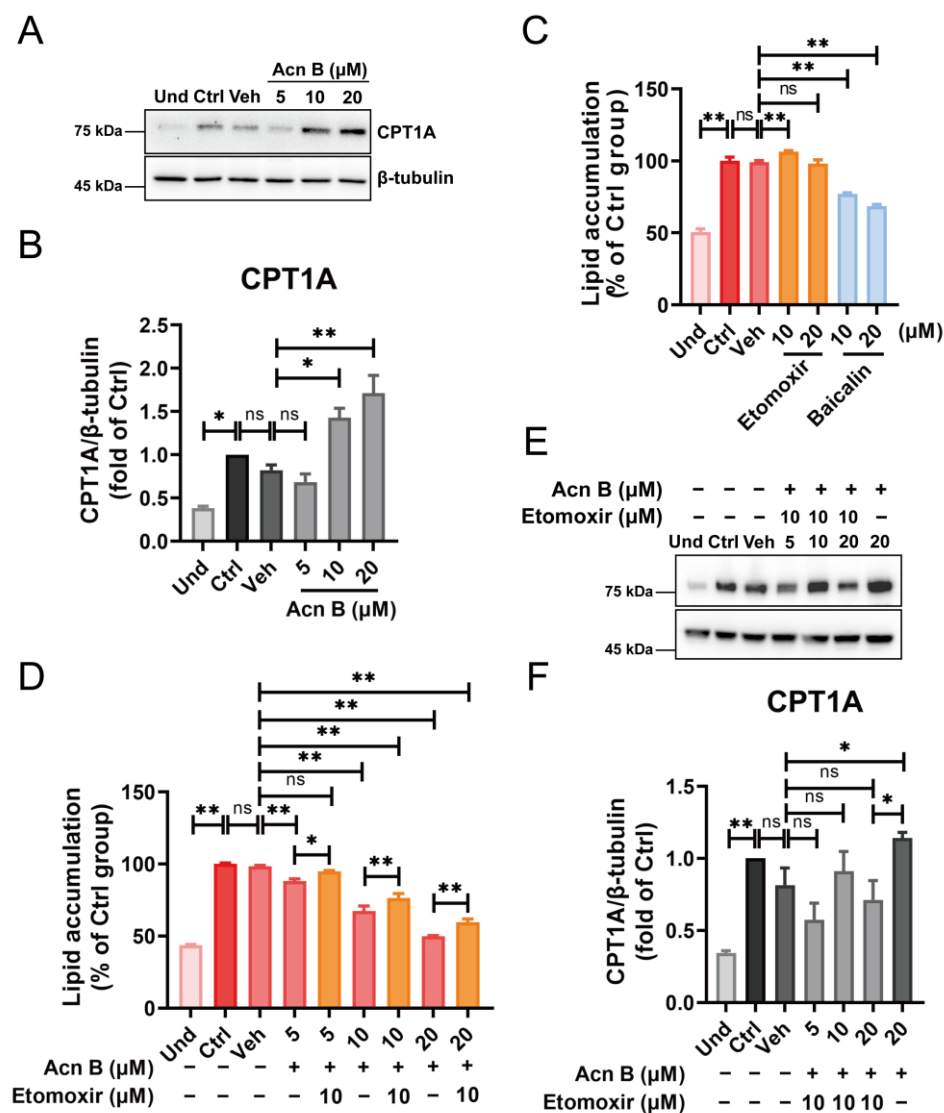 A
Acn B (μM)
Und Ctrl Veh 5 10 20
75 kDa
CPT1A
45 kDa
β-tubulin
B
CPT1A
CPT1A/β-tubulin
(fold of Ctrl)
2.5
2.0
1.5
1.0
0.5
0.0
* ns ns * **
Und Ctrl Veh 5 10 20
Acn B (μM)
C
Lipid accumulation
(% of Ctrl group)
150
100
50
0
**
**
ns
** ns **
Und Ctrl Veh 10 20 10 20 (μM)
Etomoxir Baicalin
D
Lipid accumulation
(% of Ctrl group)
150
100
50
0
**
**
**
**
ns
** ns **
* ** **
Und Ctrl Veh 5 5 10 10 20 20
Acn B (μM) – – – + + + + + +
Etomoxir (μM) – – – – 10 – 10 – 10
E
Acn B (μM) – – – + + + +
Etomoxir (μM) – – – 10 10 10 –
Und Ctrl Veh 5 10 20 20
75 kDa
45 kDa
F
CPT1A
CPT1A/β-tubulin
(fold of Ctrl)
1.5
1.0
0.5
0.0
*
ns
ns *
** ns ns
Und Ctrl Veh 5 10 20 20
Acn B (μM) – – – + + + +
Etomoxir (μM) – – – 10 10 10 –